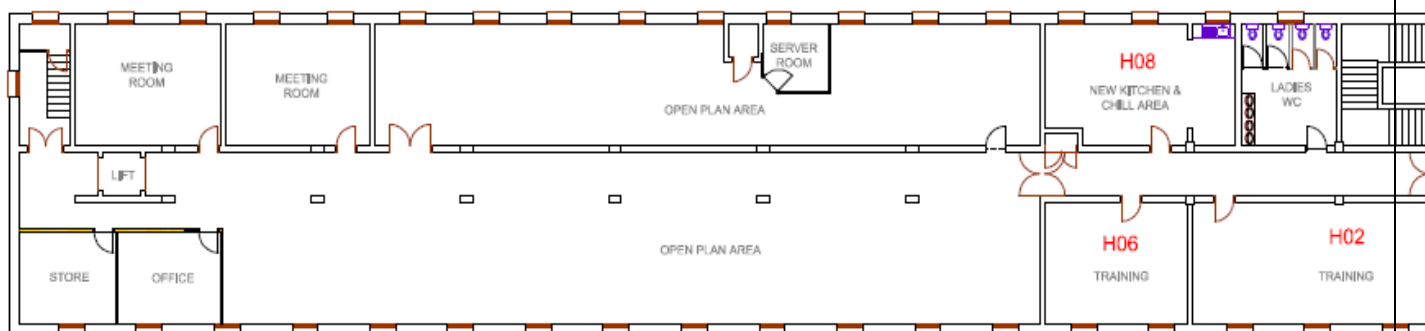 MEETING
ROOM
MEETING
ROOM
SERVER
ROOM
OPEN PLAN AREA
H08
NEW KITCHEN &
CHILL AREA
LADIES
WC
LIFT
OPEN PLAN AREA
STORE
OFFICE
H06
TRAINING
H02
TRAINING